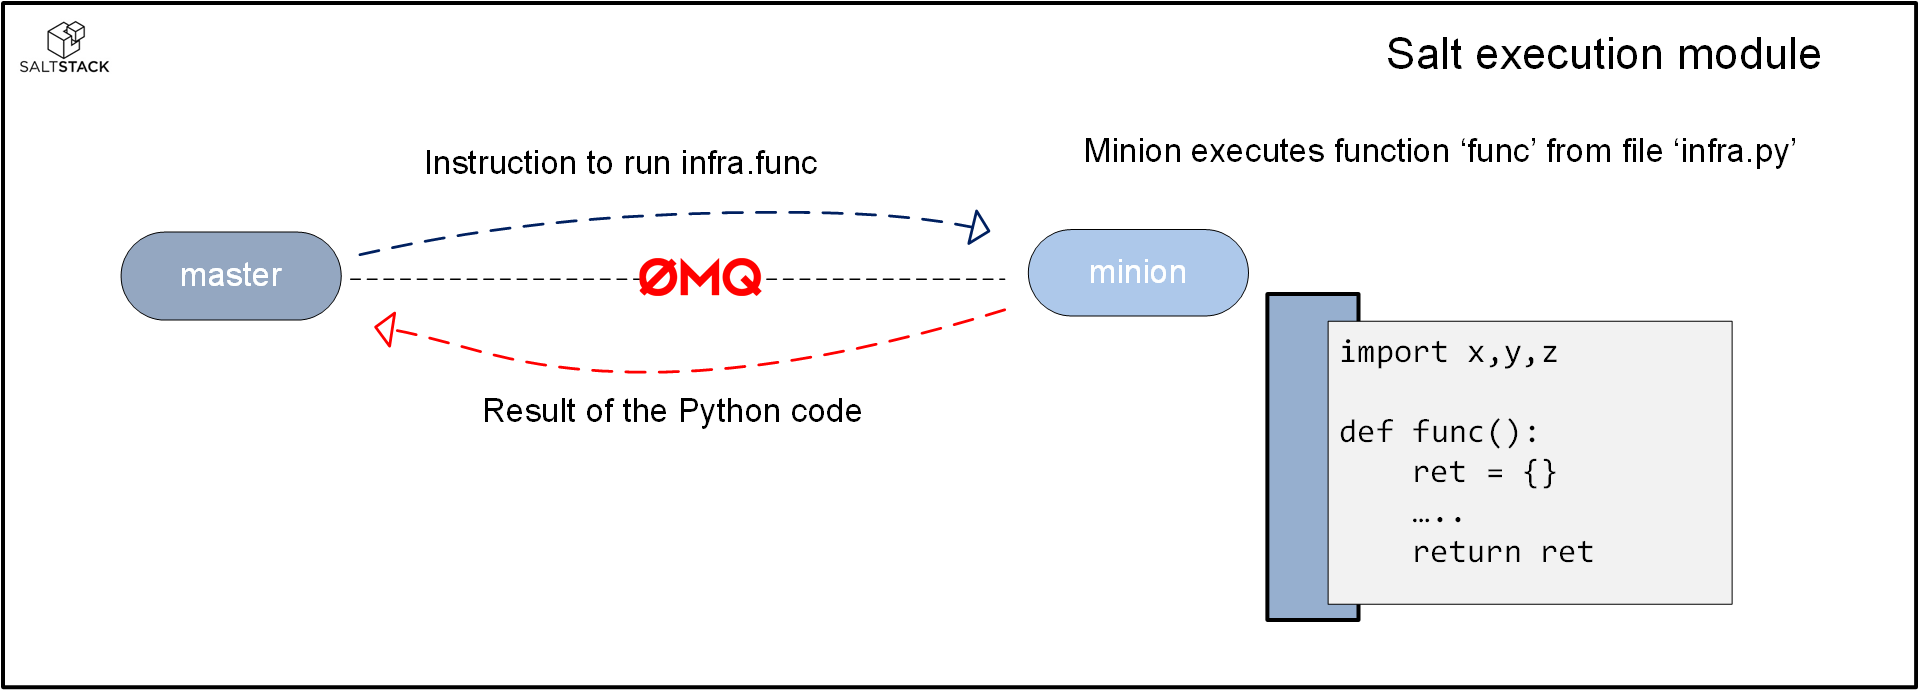 SALTSTACK
Salt execution module
Instruction to run infra.func
Minion executes function ‘func’ from file ‘infra.py’
master
ØMQ
minion
Result of the Python code
import x,y,z
def func():
    ret = {}
    …..
    return ret